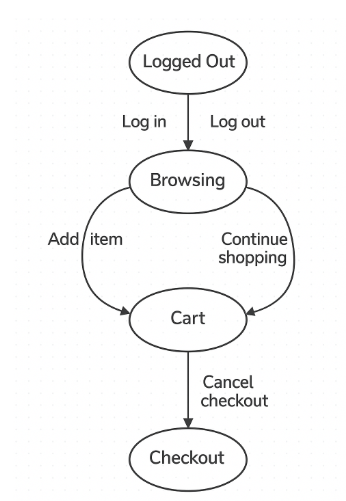 Logged Out
Log in
Log out
Browsing
Add item
Continue
shopping
Cart
Cancel
checkout
Checkout